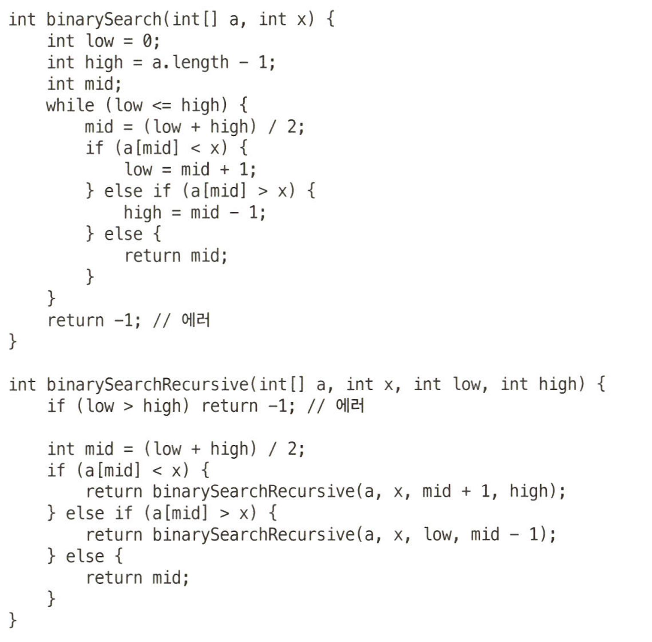 int binarySearch(int[] a, int x) {
    int low = 0;
    int high = a.length - 1;
    int mid;
    while (low <= high) {
        mid = (low + high) / 2;
        if (a[mid] < x) {
            low = mid + 1;
        } else if (a[mid] > x) {
            high = mid - 1;
        } else {
            return mid;
        }
    }
    return -1; // 에러
}

int binarySearchRecursive(int[] a, int x, int low, int high) {
    if (low > high) return -1; // 에러

    int mid = (low + high) / 2;
    if (a[mid] < x) {
        return binarySearchRecursive(a, x, mid + 1, high);
    } else if (a[mid] > x) {
        return binarySearchRecursive(a, x, low, mid - 1);
    } else {
        return mid;
    }
}